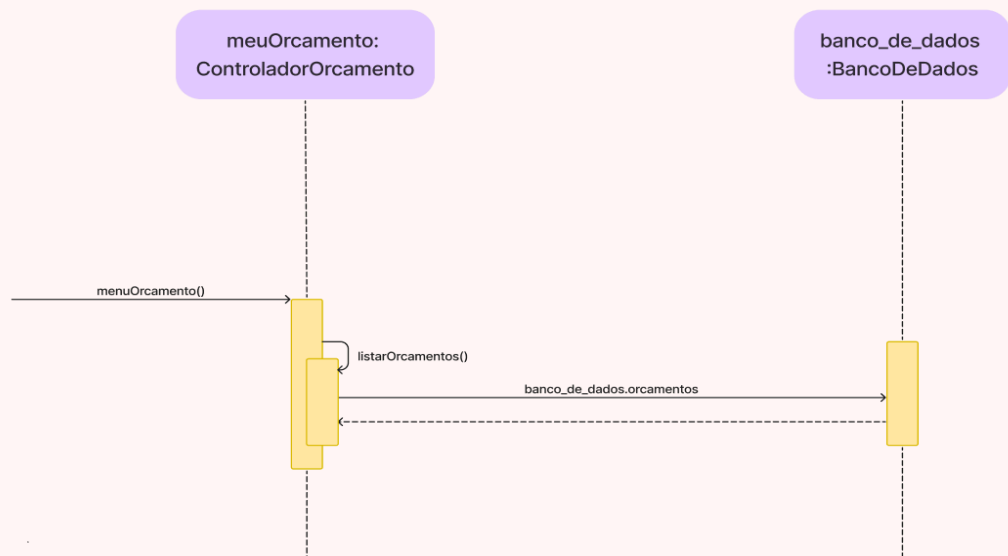 meuOrcamento:
ControladorOrcamento
banco_de_dados
:BancoDeDados
menuOrcamento()
listarOrcamentos()
banco_de_dados.orcamentos